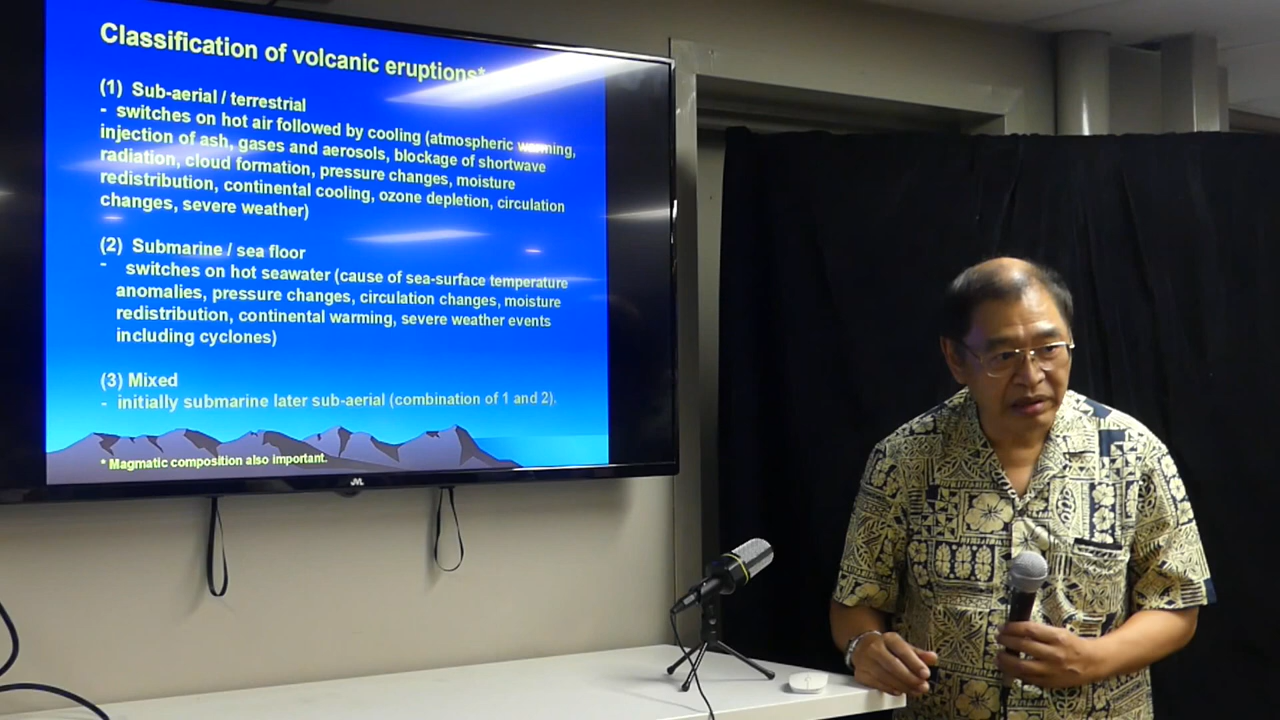 Classification of volcanic eruptions*
(1) Sub-aerial / terrestrial
- switches on hot air followed by cooling (atmospheric warming,
injection of ash, gases and aerosols, blockage of shortwave
radiation, cloud formation, pressure changes, moisture
redistribution, continental cooling, ozone depletion, circulation
changes, severe weather)
(2) Submarine / sea floor
- switches on hot seawater (cause of sea-surface temperature
anomalies, pressure changes, circulation changes, moisture
redistribution, continental warming, severe weather events
including cyclones)
(3) Mixed
- initially submarine later sub-aerial (combination of 1 and 2).
* Magmatic composition also important.